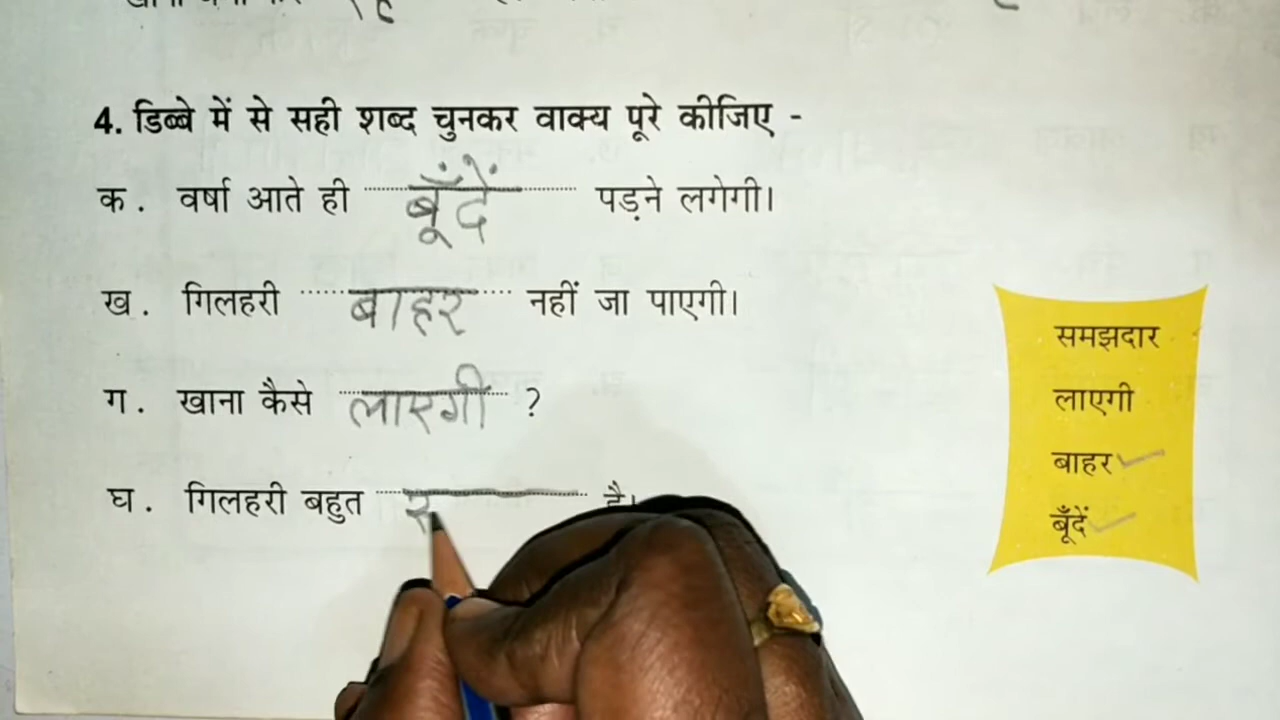 4. डिब्बे में से सही शब्द चुनकर वाक्य पूरे कीजिए -
क. वर्षा आते ही बूँदें पड़ने लगेगी।
ख. गिलहरी बाहर नहीं जा पाएगी।
ग. खाना कैसे लाएगी ?
घ. गिलहरी बहुत स है।
समझदार
लाएगी
बाहर
बूँदें